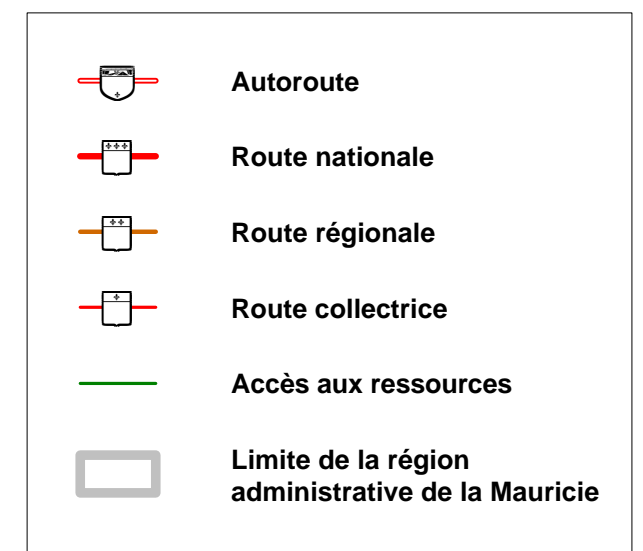 Autoroute
Route nationale
Route régionale
Route collectrice
Accès aux ressources
Limite de la région
administrative de la Mauricie